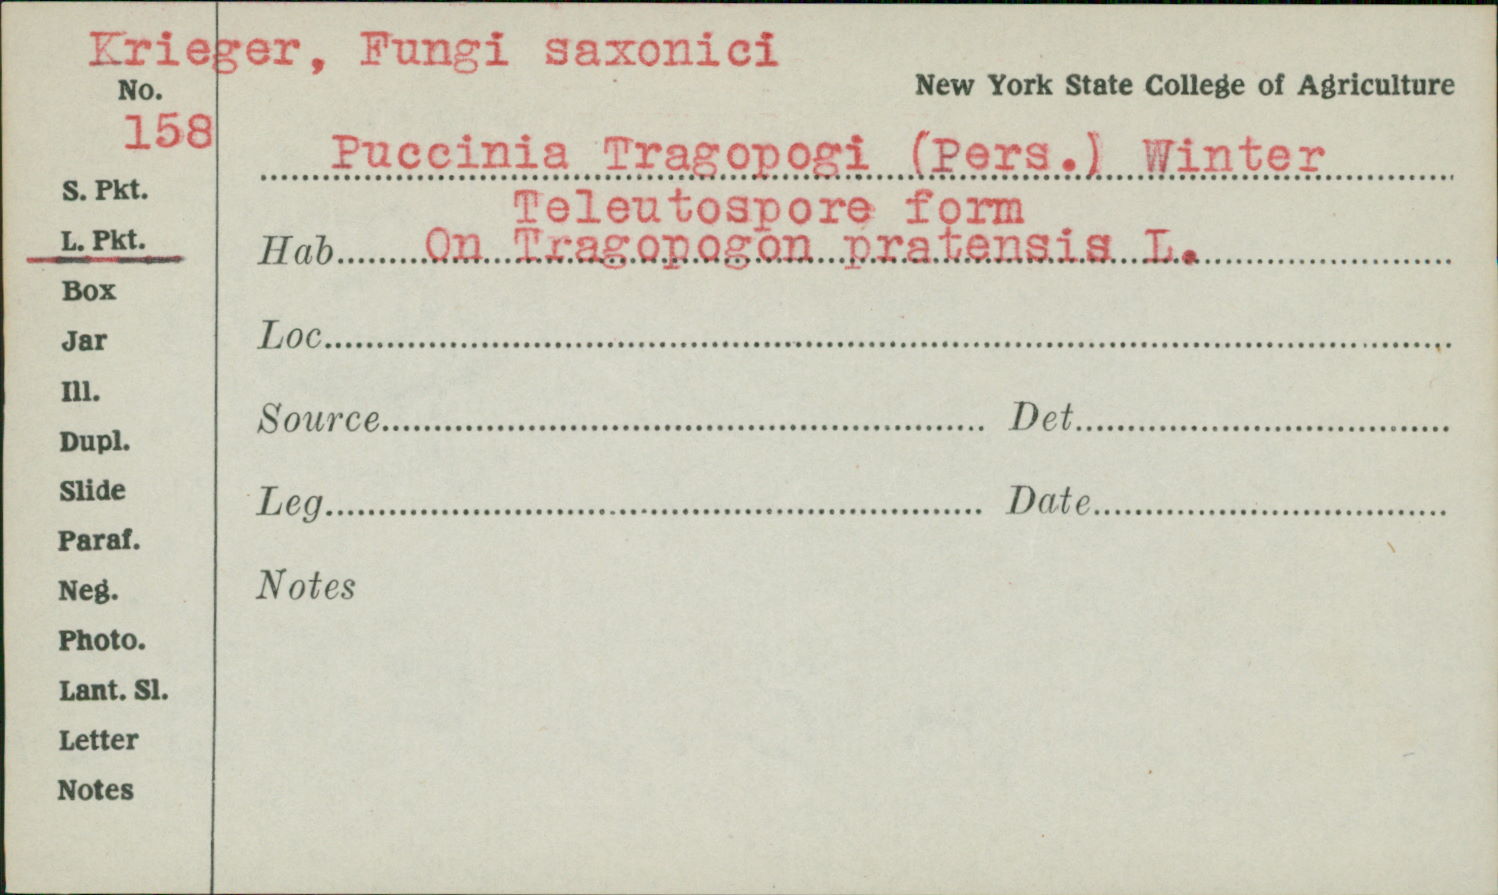 Krieger, Fungi saxonici
No.
New York State College of Agriculture
158
Puccinia Tragopogi (Pers.) Winter
S. Pkt.
Teleutospore form
L. Pkt.
Hab. On Tragopogon pratensis L.
Box
Loc.
Jar
Ill.
Source Det.
Dupl.
Slide
Leg. Date
Paraf.
Neg.
Notes
Photo.
Lant. Sl.
Letter
Notes